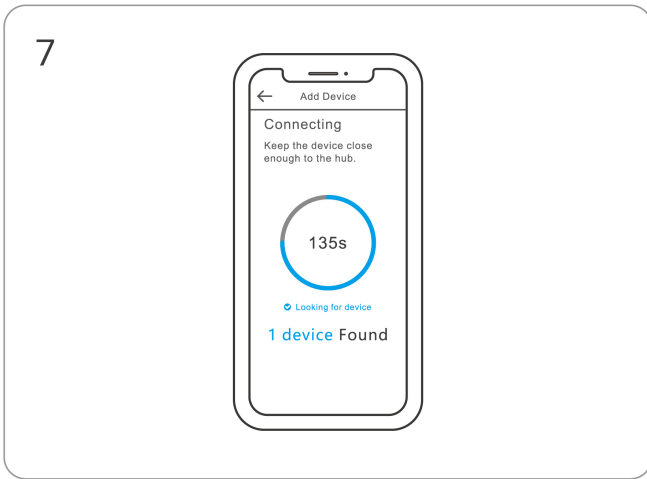 7
Add Device
Connecting
Keep the device close
enough to the hub.
135s
Looking for device
1 device Found